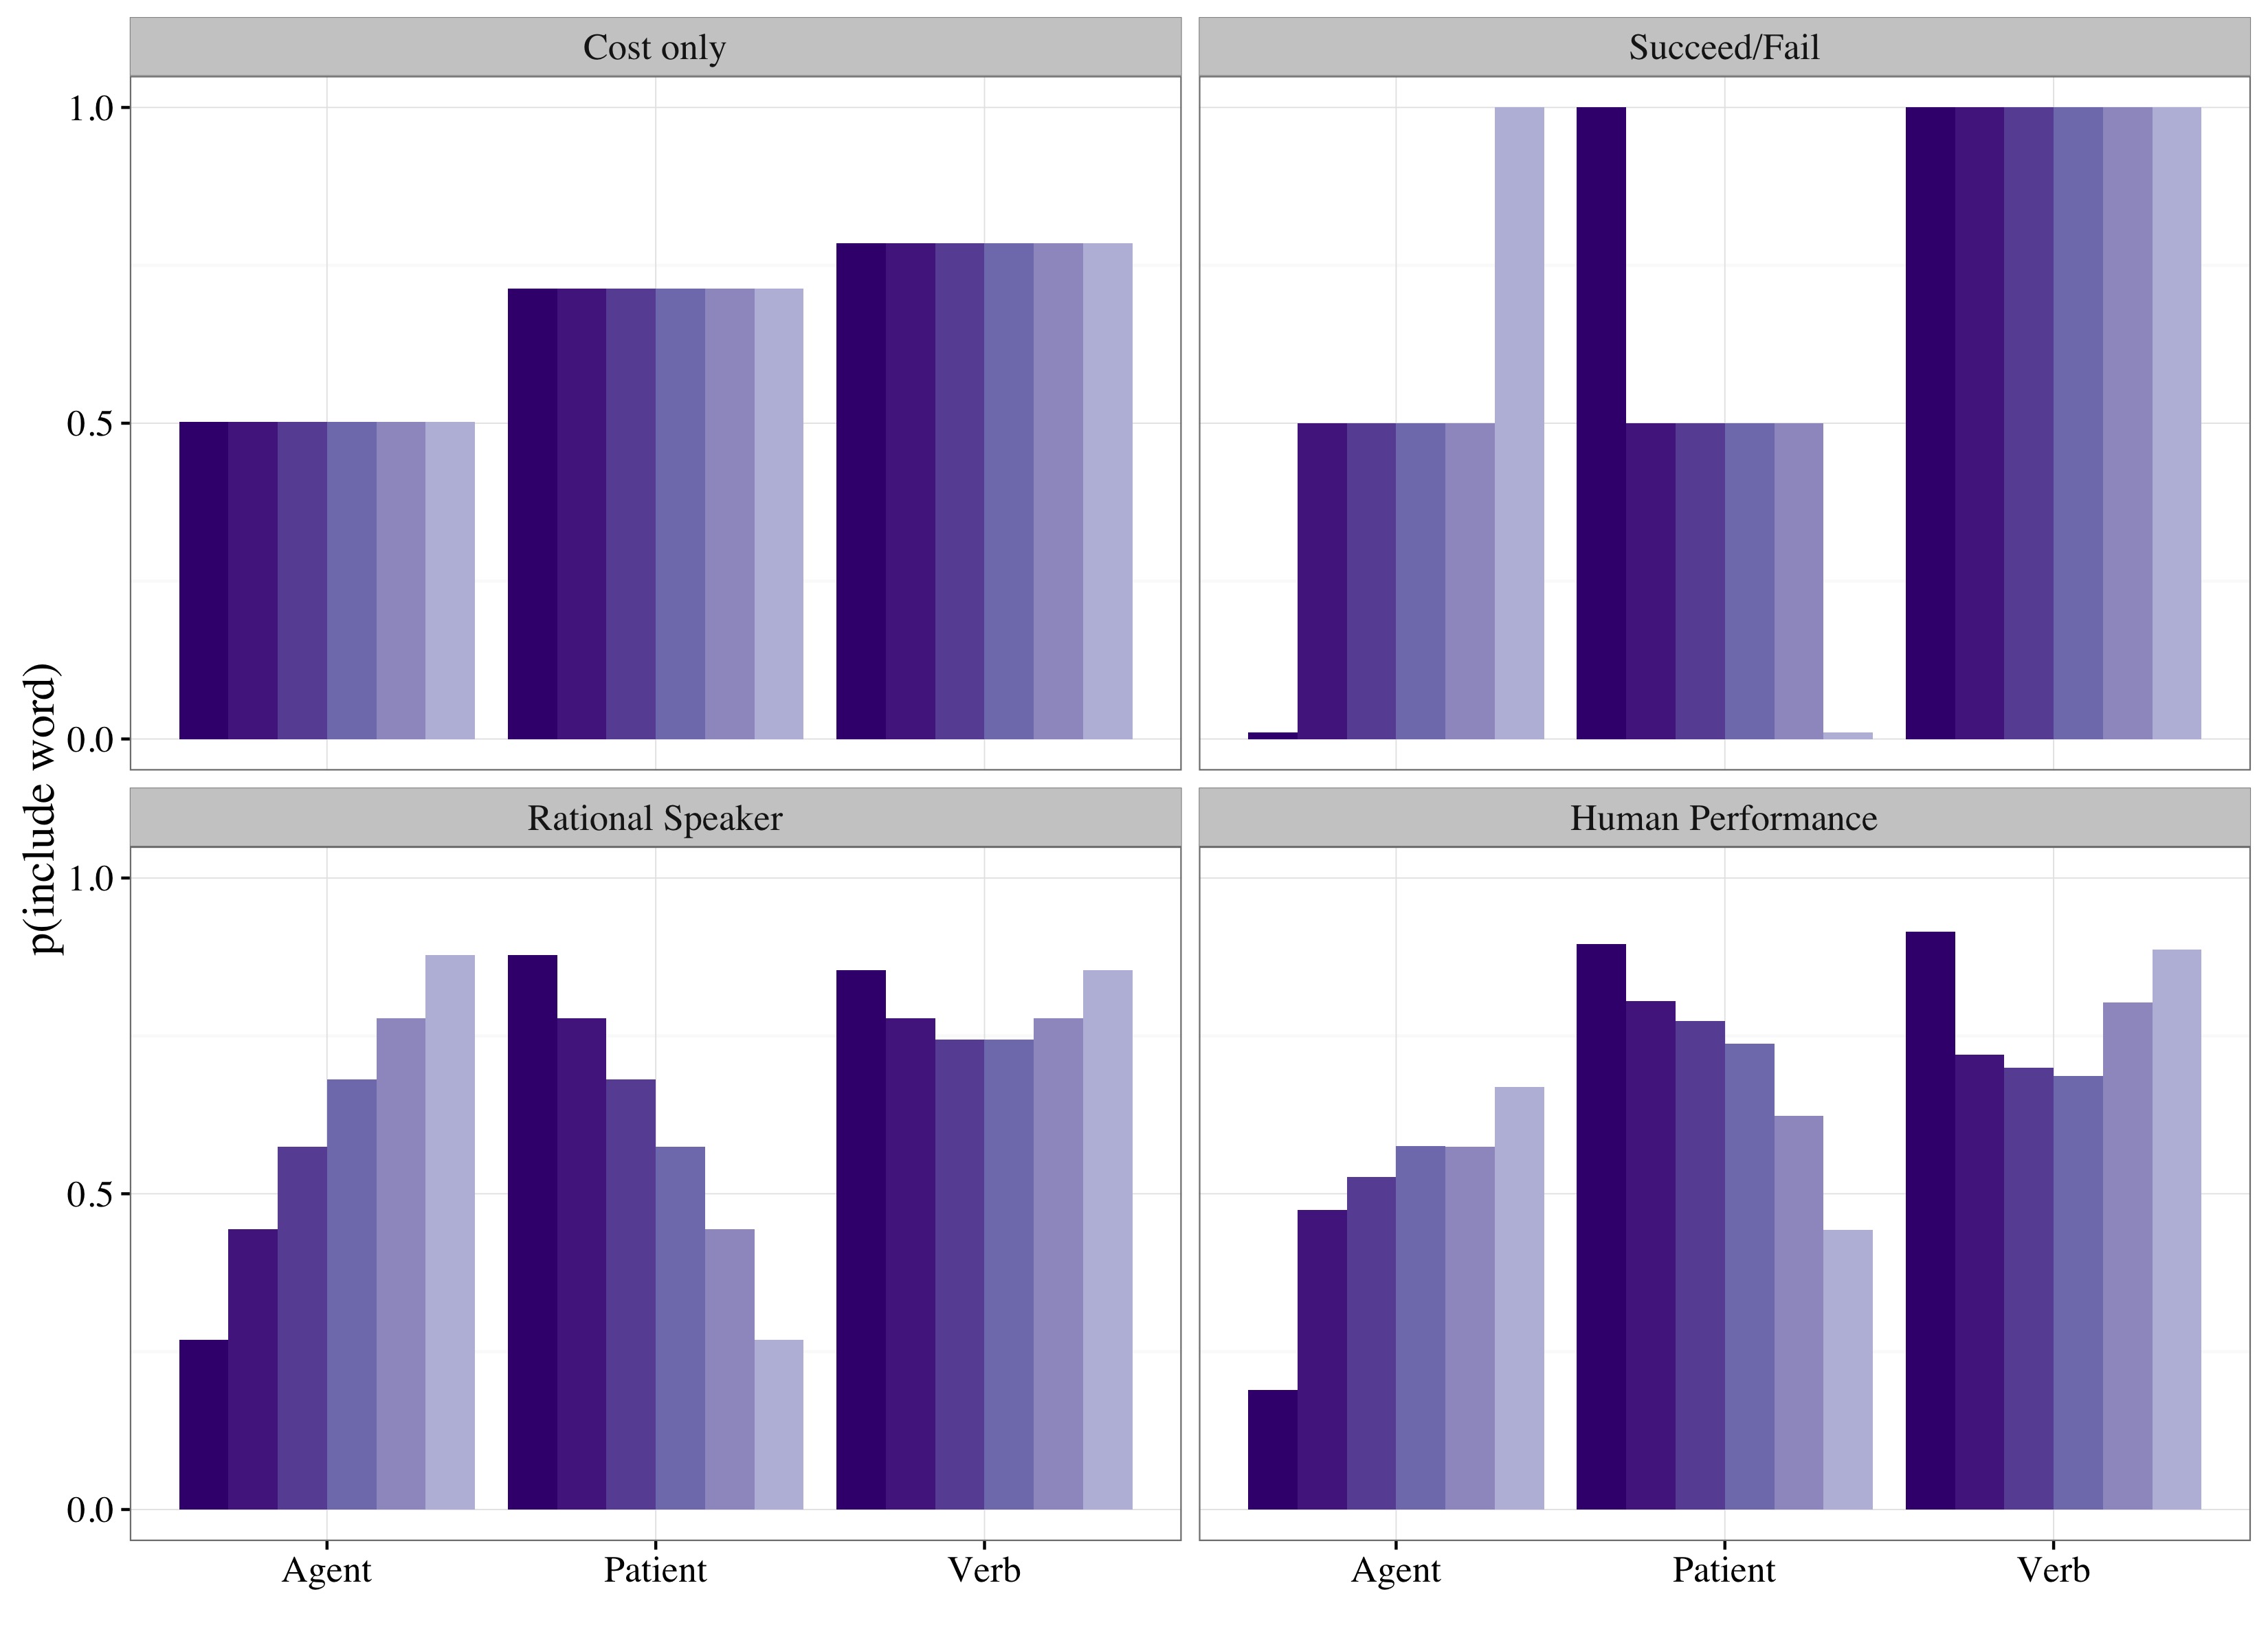 Cost only
Succeed/Fail
1.0
0.5
0.0
p(include word)
Rational Speaker
Human Performance
1.0
0.5
0.0
Agent
Patient
Verb
Agent
Patient
Verb